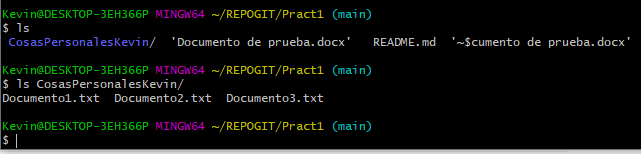 Kevin@DESKTOP-3EH366P MINGW64 ~/REPOGIT/Pract1 (main)
$ ls
CosasPersonalesKevin/  'Documento de prueba.docx'   README.md  '~$cumento de prueba.docx'
Kevin@DESKTOP-3EH366P MINGW64 ~/REPOGIT/Pract1 (main)
$ ls CosasPersonalesKevin/
Documento1.txt  Documento2.txt  Documento3.txt
Kevin@DESKTOP-3EH366P MINGW64 ~/REPOGIT/Pract1 (main)
$